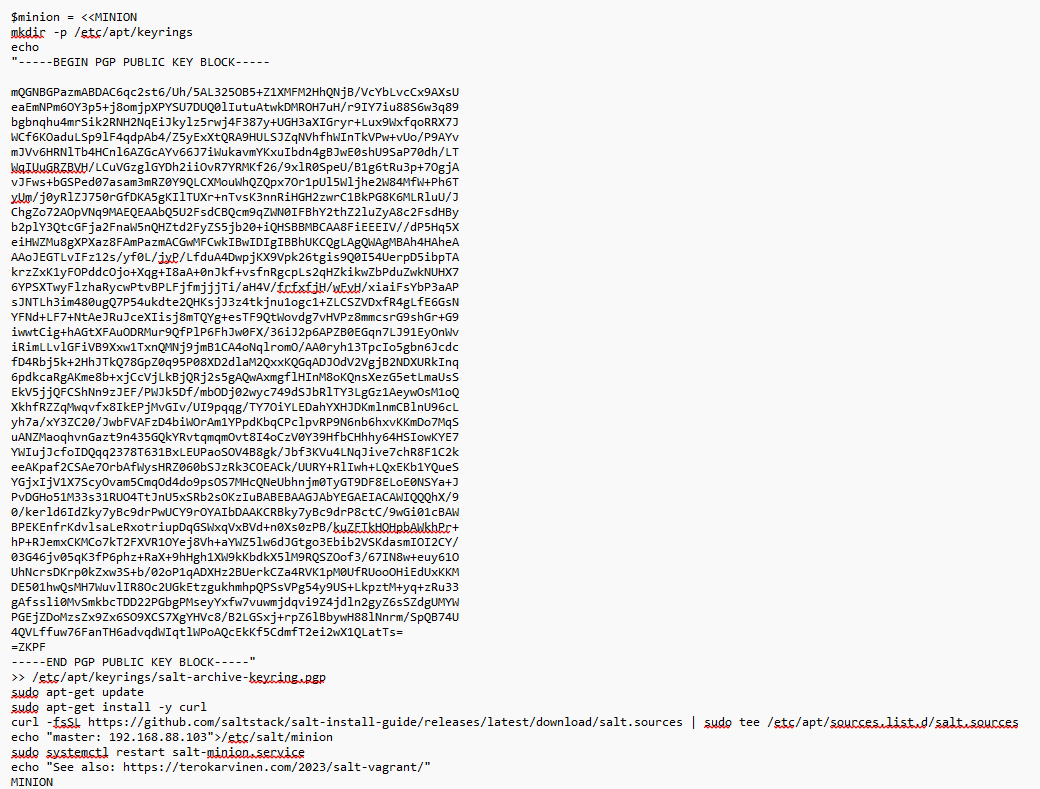 $minion = <<MINION
mkdir -p /etc/apt/keyrings
echo
"-----BEGIN PGP PUBLIC KEY BLOCK-----
mQGNBGPazmABDAC6qc2st6/Uh/5AL325OB5+Z1XMFM2HhQNjB/VcYbLvcCx9AXsU
eaEmNPm6OY3p5+j8omjpXPYSU7DUQ0lIutuAtwkDMROH7uH/r9IY7iu88S6w3q89
bgbnqhu4mrSik2RNH2NqEiJkylz5rwj4F387y+UGH3aXIGryr+Lux9WxfqoRRX7J
WCf6KOaduLSp9lF4qdpAb4/Z5yExXtQRA9HULSJZqNVhfhWInTkVPw+vUo/P9AYv
mJVv6HRNlTb4HCnl6AZGcAYv66J7iWukavmYKxuIbdn4gBJwE0shU9SaP70dh/LT
WqIUuGRZBVH/LCuVGzglGYDh2iiOvR7YRMKf26/9xlR0SpeU/B1g6tRu3p+7OgjA
vJFws+bGSPed07asam3mRZ0Y9QLCXMouWhQZQpx7Or1pUl5Wljhe2W84MfW+Ph6T
yUm/j0yRlZJ750rGfDKA5gKIlTUXr+nTvsK3nnRiHGH2zwrC1BkPG8K6MLRluU/J
ChgZo72AOpVNq9MAEQEAAbQ5U2FsdCBQcm9qZWN0IFBhY2thZ2luZyA8c2FsdHBy
b2plY3QtcGFja2FnaW5nQHZtd2FyZS5jb20+iQHSBBMBCAA8FiEEEIV//dP5Hq5X
eiHWZMu8gXPXaz8FAmPazmACGwMFCwkIBwIDIgIBBhUKCQgLAgQWAgMBAh4HAheA
AAoJEGTLvIFz12s/yf0L/jyP/LfduA4DwpjKX9Vpk26tgis9Q0I54UerpD5ibpTA
krzZxK1yFOPddcOjo+Xqg+I8aA+0nJkf+vsfnRgcpLs2qHZkikwZbPduZwkNUHX7
6YPSXTwyFlzhaRycwPtvBPLFjfmjjjTi/aH4V/frfxfjH/wFvH/xiaiFsYbP3aAP
sJNTLh3im480ugQ7P54ukdte2QHKsjJ3z4tkjnu1ogc1+ZLCSZVDxfR4gLfE6GsN
YFNd+LF7+NtAeJRuJceXIisj8mTQYg+esTF9QtWovdg7vHVPz8mmcsrG9shGr+G9
iwwtCig+hAGtXFAuODRMur9QfPlP6FhJw0FX/36iJ2p6APZB0EGqn7LJ91EyOnWv
iRimLLvlGFiVB9Xxw1TxnQMNj9jmB1CA4oNqlromO/AA0ryh13TpcIo5gbn6Jcdc
fD4Rbj5k+2HhJTkQ78GpZ0q95P08XD2dlaM2QxxKQGqADJOdV2VgjB2NDXURkInq
6pdkcaRgAKme8b+xjCcVjLkBjQRj2s5gAQwAxmgflHInM8oKQnsXezG5etLmaUsS
EkV5jjQFCShNn9zJEF/PWJk5Df/mbODj02wyc749dSJbRlTY3LgGz1AeywOsM1oQ
XkhfRZZqMwqvfx8IkEPjMvGIv/UI9pqqg/TY7OiYLEDahYXHJDKmlnmCBlnU96cL
yh7a/xY3ZC20/JwbFVAFzD4biWOrAm1YPpdKbqCPclpvRP9N6nb6hxvKKmDo7MqS
uANZMaoqhvnGazt9n435GQkYRvtqmqmOvt8I4oCzV0Y39HfbCHhhy64HSIowKYE7
YWIujJcfoIDQqq2378T631BxLEUPaoSOV4B8gk/Jbf3KVu4LNqJive7chR8F1C2k
eeAKpaf2CSAe7OrbAfWysHRZ060bSJzRk3COEACk/UURY+RlIwh+LQxEKb1YQueS
YGjxIjV1X7ScyOvam5CmqOd4do9psOS7MHcQNeUbhnjm0TyGT9DF8ELoE0NSYa+J
PvDGHo51M33s31RUO4TtJnU5xSRb2sOKzIuBABEBAAGJAbYEGAEIACAWIQQQhX/9
0/kerld6IdZky7yBc9drPwUCY9rOYAIbDAAKCRBky7yBc9drP8ctC/9wGi01cBAW
BPEKEnfrKdvlsaLeRxotriupDqGSWxqVxBVd+n0Xs0zPB/kuZFTkHOHpbAWkhPr+
hP+RJemxCKMCo7kT2FXVR1OYej8Vh+aYWZ5lw6dJGtgo3Ebib2VSKdasmIOI2CY/
03G46jv05qK3fP6phz+RaX+9hHgh1XW9kKbdkX5lM9RQSZOof3/67IN8w+euy61O
UhNcrsDKrp0kZxw3S+b/02oP1qADXHz2BUerkCZa4RVK1pM0UfRUooOHiEdUxKKM
DE501hwQsMH7WuvlIR8Oc2UGkEtzgukhmhpQPSsVPg54y9US+LkpztM+yq+zRu33
gAfssli0MvSmkbcTDD22PGbgPMseyYxfw7vuwmjdqvi9Z4jdln2gyZ6sSZdgUMYW
PGEjZDoMzsZx9Zx6SO9XCS7XgYHVc8/B2LGSxj+rpZ6lBbywH88lNnrm/SpQB74U
4QVLffuw76FanTH6advqdWIqtlWPoAQcEkKf5CdmfT2ei2wX1QLatTs=
=ZKPF
-----END PGP PUBLIC KEY BLOCK-----"
>> /etc/apt/keyrings/salt-archive-keyring.pgp
sudo apt-get update
sudo apt-get install -y curl
curl -fsSL https://github.com/saltstack/salt-install-guide/releases/latest/download/salt.sources | sudo tee /etc/apt/sources.list.d/salt.sources
echo "master: 192.168.88.103">/etc/salt/minion
sudo systemctl restart salt-minion.service
echo "See also: https://terokarvinen.com/2023/salt-vagrant/"
MINION